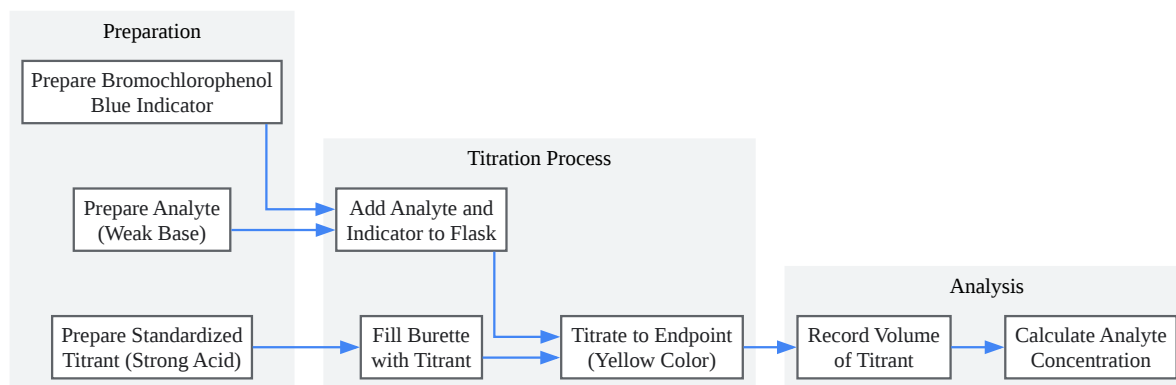 Preparation
Prepare Bromochlorophenol
Blue Indicator
Prepare Analyte
(Weak Base)
Prepare Standardized
Titrant (Strong Acid)
Titration Process
Add Analyte and
Indicator to Flask
Fill Burette
with Titrant
Titrate to Endpoint
(Yellow Color)
Analysis
Record Volume
of Titrant
Calculate Analyte
Concentration